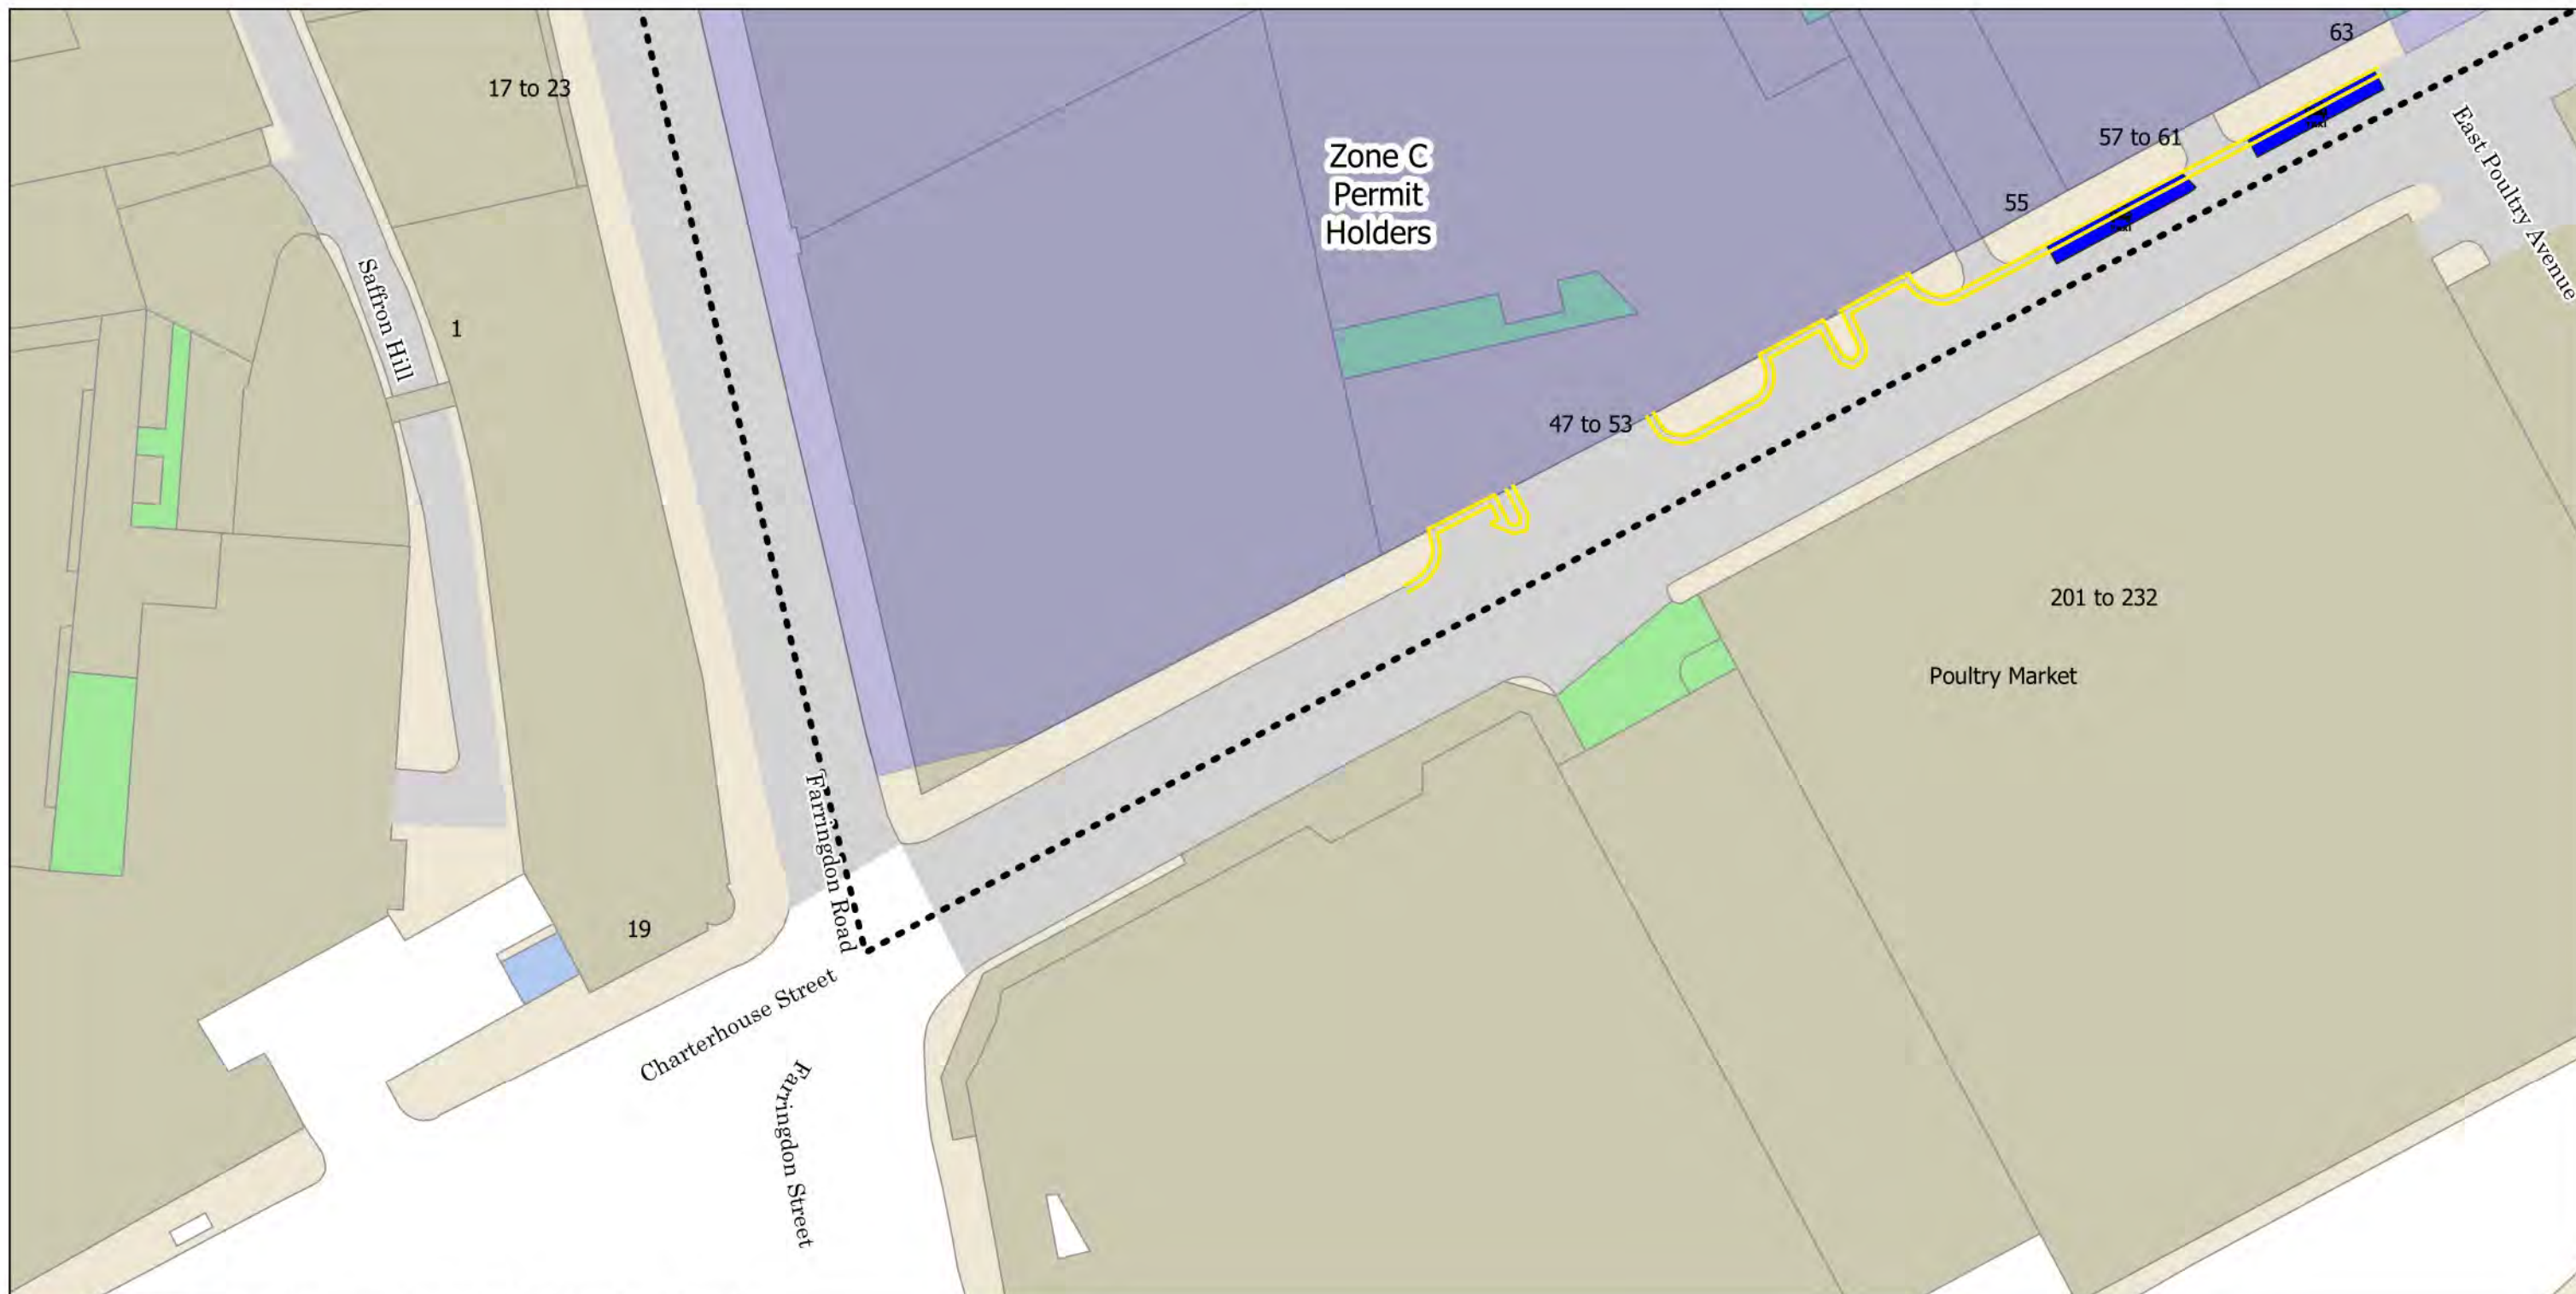 63
17 to 23
57 to 61
Zone C
Permit
Holders
East Poultry Avenue
55
Saffron Hill
1
47 to 53
201 to 232
Poultry Market
Farringdon Road
19
Charterhouse Street
Farringdon Street